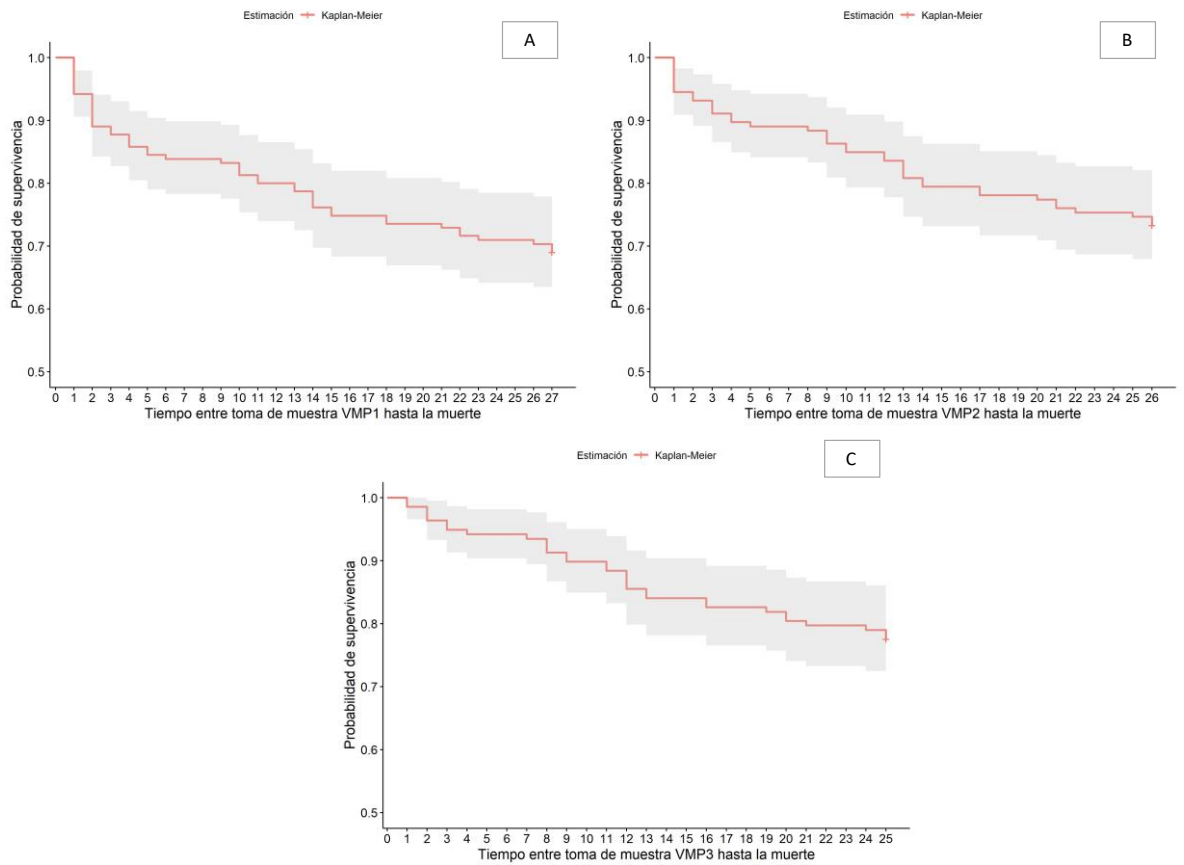 Estimación Kaplan-Meier
A
1.0
0.9
0.8
0.7
0.6
0.5
Probabilidad de supervivencia
0 1 2 3 4 5 6 7 8 9 10 11 12 13 14 15 16 17 18 19 20 21 22 23 25 26 27
Tiempo entre toma de muestra VMP1 hasta la muerte
Estimación Kaplan-Meier
B
1.0
0.9
0.8
0.7
0.6
0.5
Probabilidad de supervivencia
0 1 2 3 4 5 6 7 8 9 10 11 12 13 14 15 16 17 18 19 20 21 22 23 25 26
Tiempo entre toma de muestra VMP2 hasta la muerte
Estimación Kaplan-Meier
C
1.0
0.9
0.8
0.7
0.6
0.5
Probabilidad de supervivencia
0 1 2 3 4 5 6 7 8 9 10 11 12 13 14 15 16 17 18 19 20 21 22 23 24 25
Tiempo entre toma de muestra VMP3 hasta la muerte